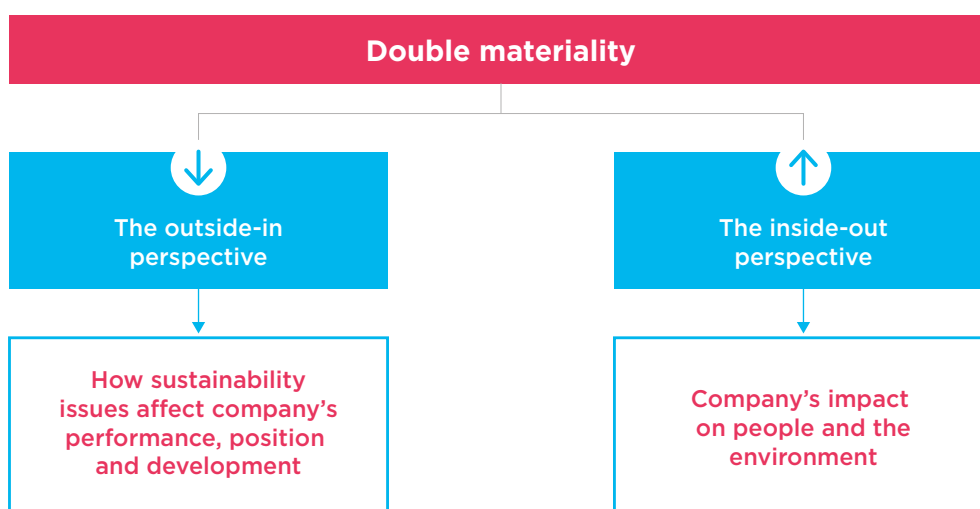 Double materiality
The outside-in
perspective
How sustainability
issues affect company’s
performance, position
and development
The inside-out
perspective
Company’s impact
on people and the
environment